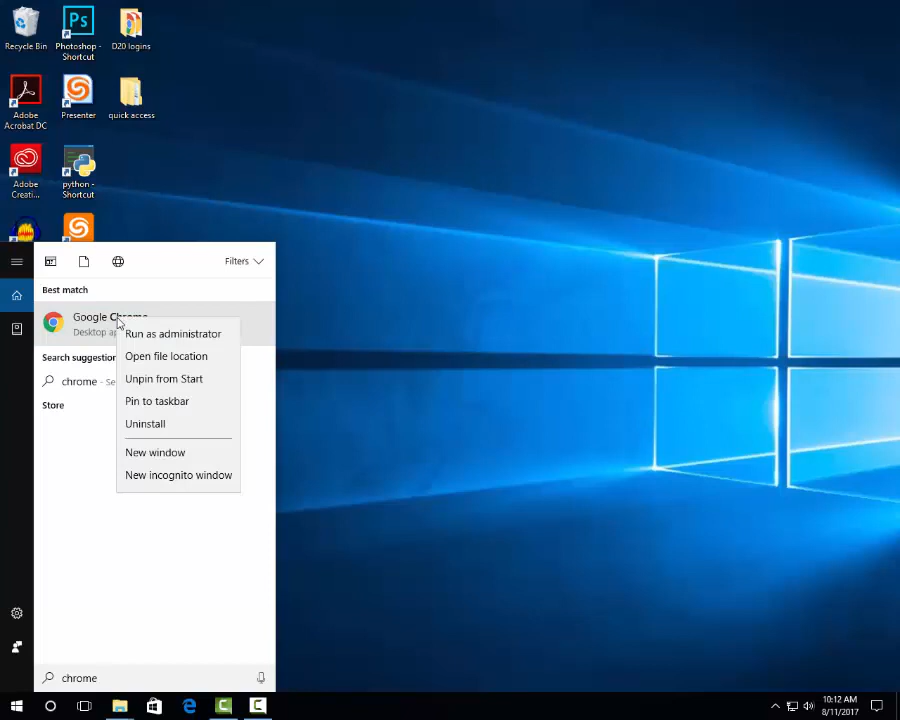 Recycle Bin
Photoshop -
Shortcut
D20 logins
Adobe
Acrobat DC
Presenter
quick access
Adobe
Creati...
python -
Shortcut
Ps
Filters
Best match
Google Chrome
Desktop ap
Run as administrator
Open file location
Unpin from Start
Pin to taskbar
Uninstall
New window
New incognito window
Search suggestion
chrome - Se
Store
chrome
10:12 AM
8/11/2017